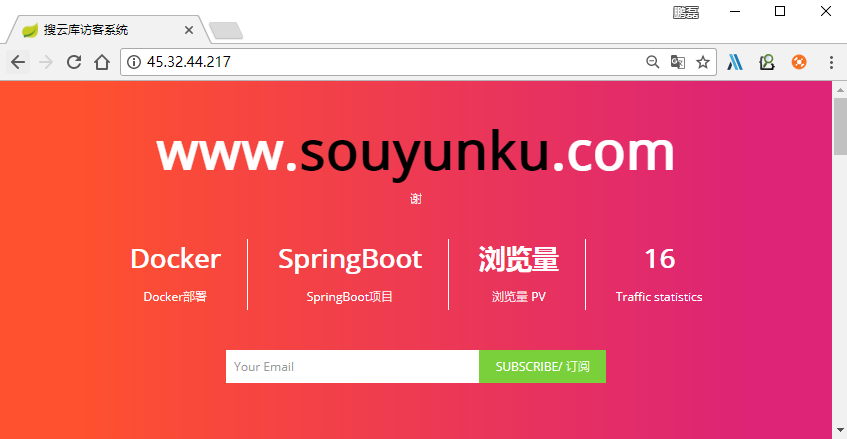 鹏磊
搜云库访客系统
45.32.44.217
www.souyunku.com
谢
Docker SpringBoot 浏览量 16
Docker部署 SpringBoot项目 浏览量 PV Traffic statistics
Your Email SUBSCRIBE/ 订阅